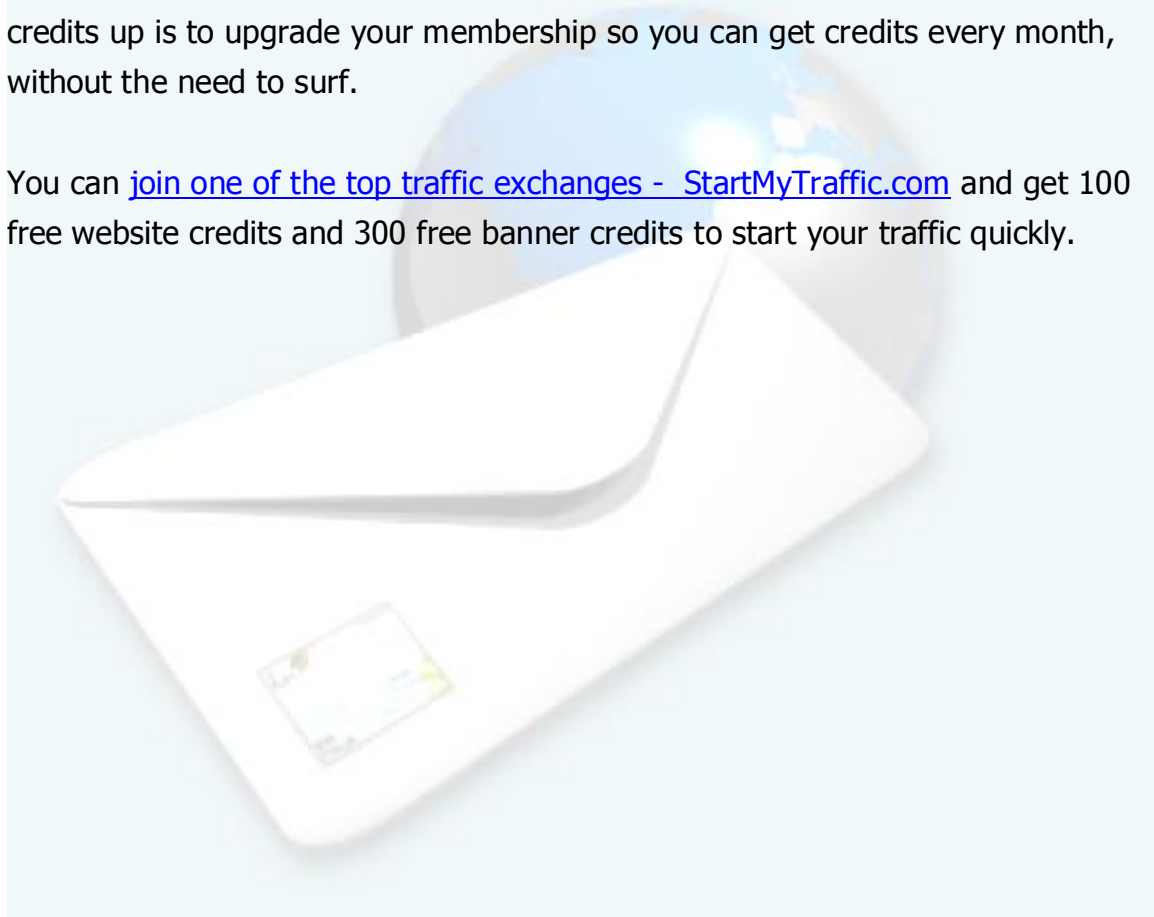 credits up is to upgrade your membership so you can get credits every month,
without the need to surf.
You can join one of the top traffic exchanges -  StartMyTraffic.com and get 100
free website credits and 300 free banner credits to start your traffic quickly.